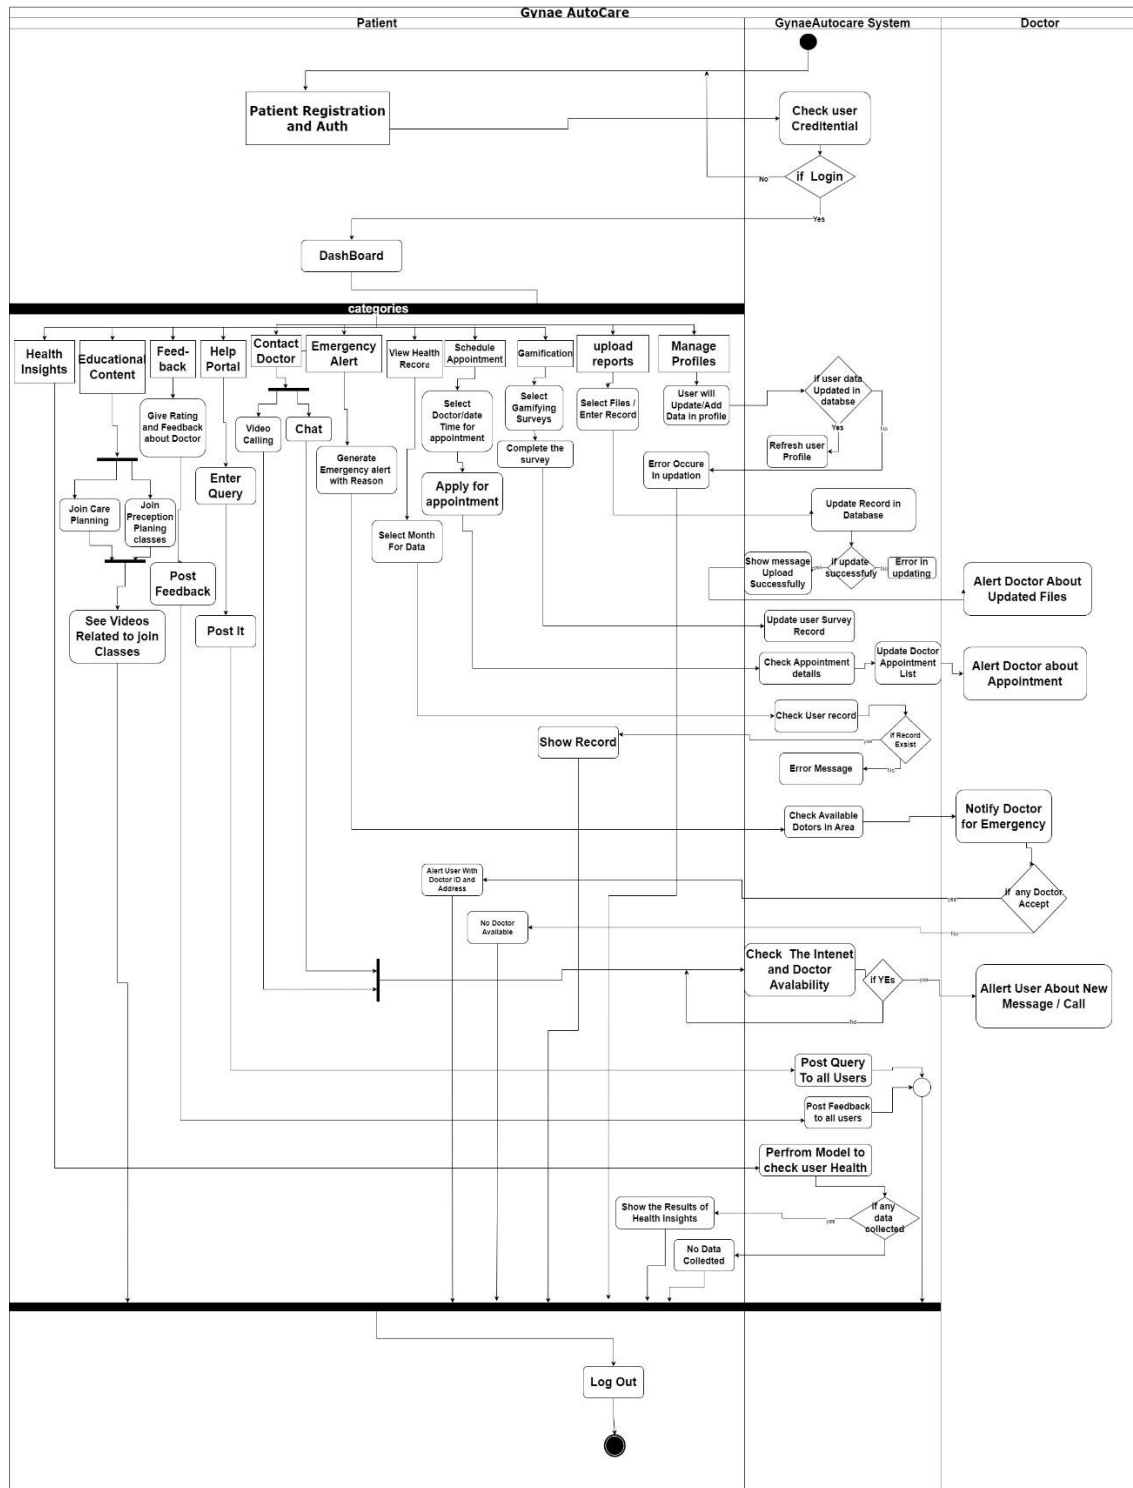 Gynae AutoCare
Patient
GynaeAutocare System
Doctor
Patient Registration
and Auth
Check user
Creditential
if Login
No
Yes
DashBoard
categories
Health
Insights
Educational
Content
Feed-
back
Help
Portal
Contact
Doctor
Emergency
Alert
View Health
Record
Schedule
Appointment
Gamification
upload
reports
Manage
Profiles
if user data
Updated in
databse
No
Yes
Refresh user
Profile
User will
Update/Add
Data in profile
Select Files /
Enter Record
Select
Gamifying
Surveys
Complete the
survey
Select
Doctor/date
Time for
appointment
Apply for
appointment
Give Rating
and Feedback
about Doctor
Video
Calling
Chat
Generate
Emergency alert
with Reason
Error Occure
In updation
Enter
Query
Join Care
Planning
Join
Preception
Planing
classes
Select Month
For Data
Update Record in
Database
Show message
Upload
Successfully
yes
if update
successfuly
No
Error in
updating
Alert Doctor About
Updated Files
Post
Feedback
See Videos
Related to join
Classes
Post It
Update user Survey
Record
Check Appointment
details
Update Doctor
Appointment
List
Alert Doctor about
Appointment
Check User record
Show Record
yes
if Record
Exsist
Error Message
No
Check Available
Dotors in Area
Notify Doctor
for Emergency
Alert User With
Doctor ID and
Address
yes
if any Doctor
Accept
No Doctor
Available
No
Check The Intenet
and Doctor
Avalability
if YEs
yes
No
Allert User About New
Message / Call
Post Query
To all Users
Post Feedback
to all users
Perfrom Model to
check user Health
Show the Results of
Health Insights
yes
if any
data
collected
No Data
Colledted
Log Out